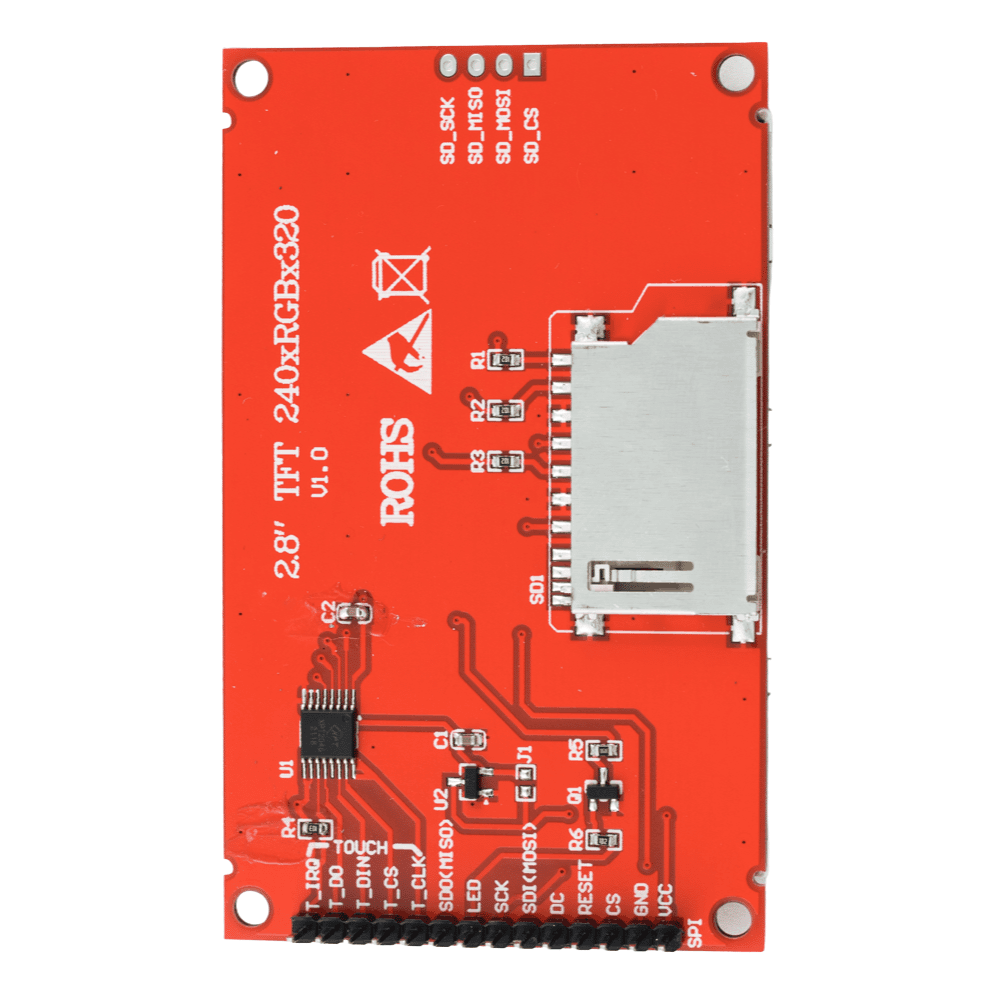 SD_SCK
SD_MISO
SD_MOSI
SD_CS
2.8" TFT 240xRGBx320
V1.0
ROHS
R1
R2
R3
SD1
C2
U1
C1
U2
J1
R5
Q1
R6
R4
TOUCH
T_IRQ
T_DO
T_DIN
T_CS
T_CLK
SDO(MISO)
LED
SCK
SDI(MOSI)
DC
RESET
CS
GND
VCC
SPI